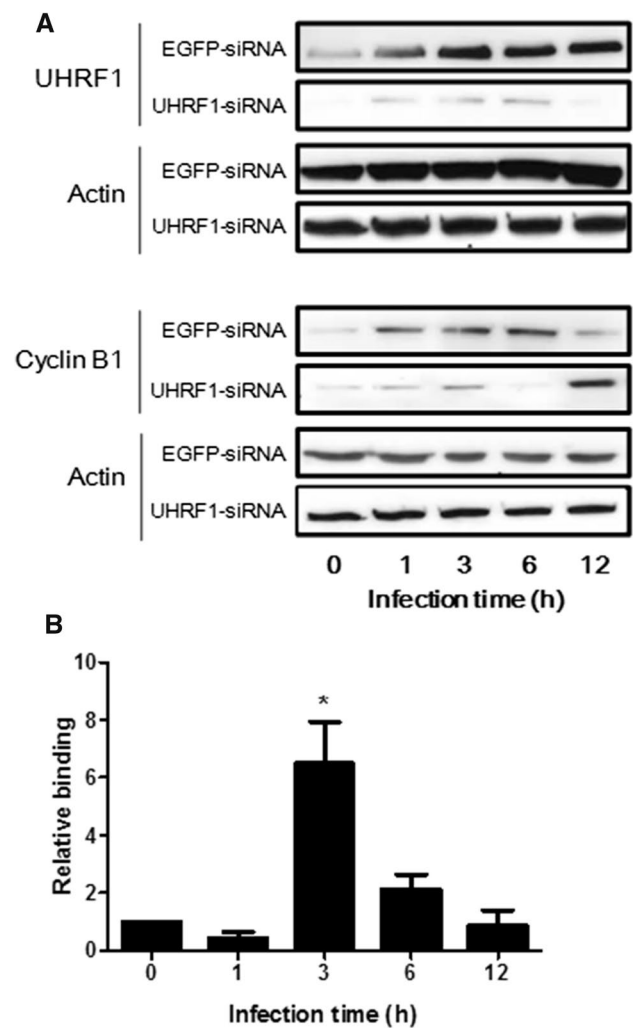 A
UHRF1
EGFP-siRNA
UHRF1-siRNA
Actin
EGFP-siRNA
UHRF1-siRNA
Cyclin B1
EGFP-siRNA
UHRF1-siRNA
Actin
EGFP-siRNA
UHRF1-siRNA
0 1 3 6 12
Infection time (h)
B
Relative binding
10
8
6
4
2
0
*
0 1 3 6 12
Infection time (h)